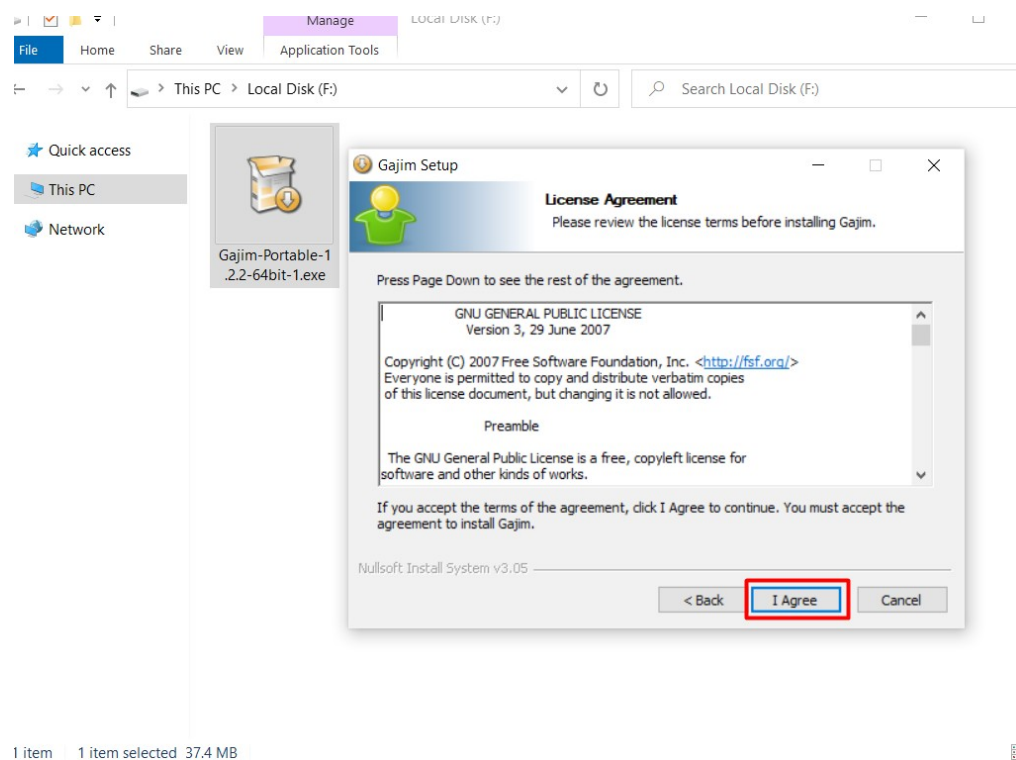 Manage
Local Disk (F:)
File
Home
Share
View
Application Tools
This PC > Local Disk (F:)
Search Local Disk (F:)
Quick access
This PC
Network
Gajim-Portable-1
.2.2-64bit-1.exe
Gajim Setup
License Agreement
Please review the license terms before installing Gajim.
Press Page Down to see the rest of the agreement.
GNU GENERAL PUBLIC LICENSE
Version 3, 29 June 2007
Copyright (C) 2007 Free Software Foundation, Inc. <http://fsf.org/>
Everyone is permitted to copy and distribute verbatim copies
of this license document, but changing it is not allowed.
Preamble
The GNU General Public License is a free, copyleft license for
software and other kinds of works.
If you accept the terms of the agreement, click I Agree to continue. You must accept the
agreement to install Gajim.
Nullsoft Install System v3.05
< Back
I Agree
Cancel
1 item
1 item selected 37.4 MB